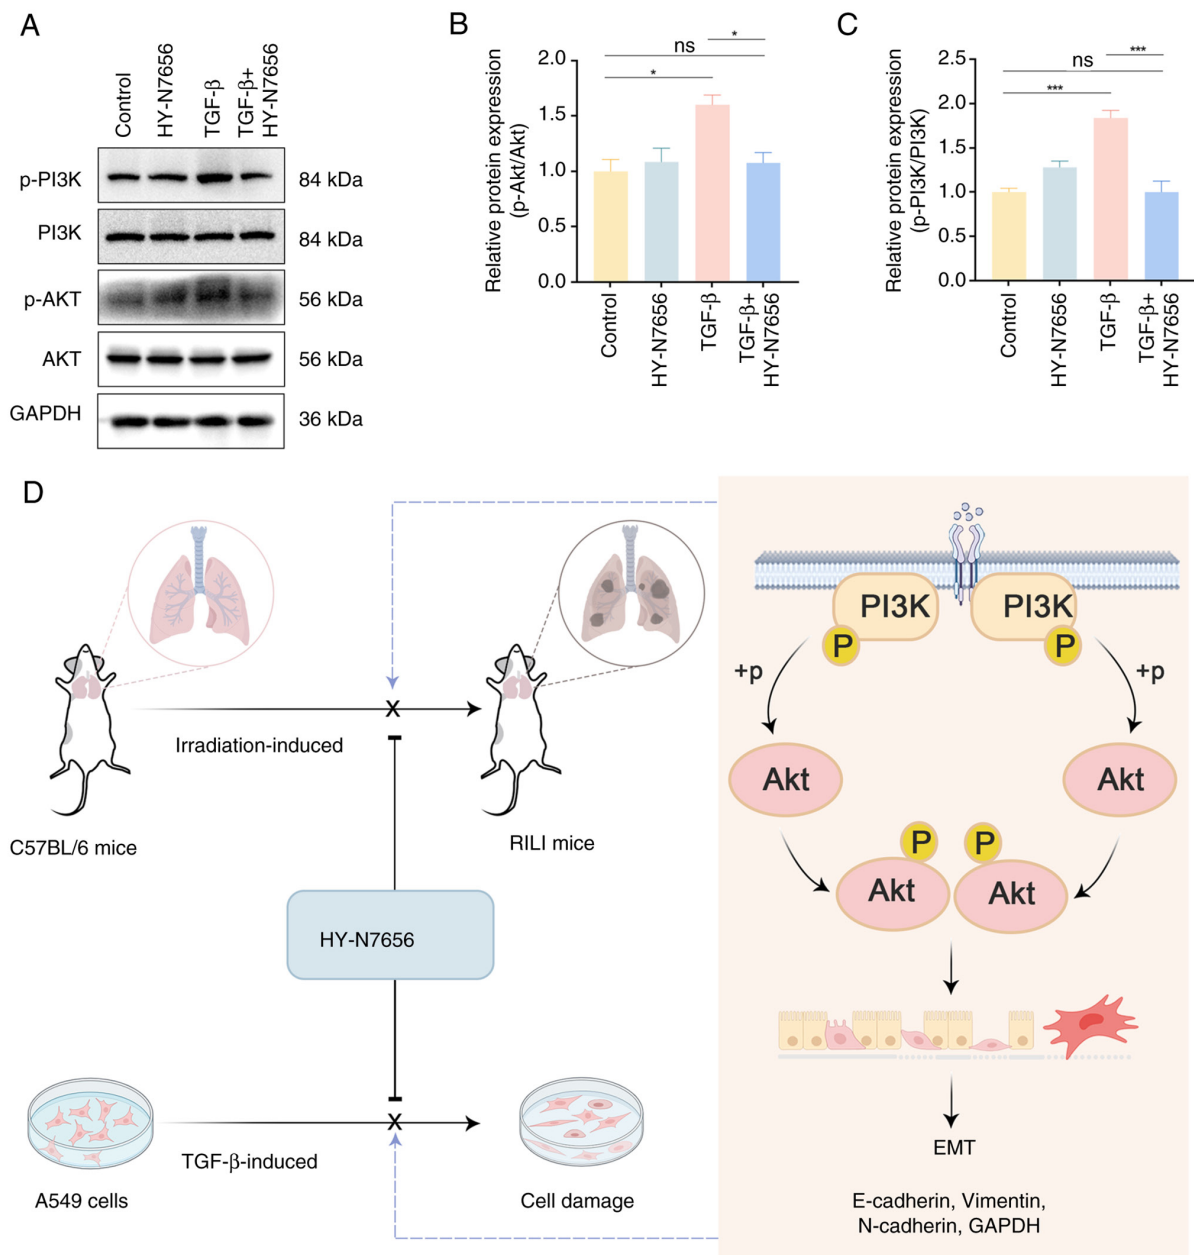 A
Control
HY-N7656
TGF-β
TGF-β+
HY-N7656
p-PI3K
84 kDa
PI3K
84 kDa
p-AKT
56 kDa
AKT
56 kDa
GAPDH
36 kDa
B
Relative protein expression
(p-Akt/Akt)
2.0
1.5
1.0
0.5
0.0
*
ns
*
Control
HY-N7656
TGF-β
TGF-β+
HY-N7656
C
Relative protein expression
(p-PI3K/PI3K)
2.5
2.0
1.5
1.0
0.5
0.0
***
ns
***
Control
HY-N7656
TGF-β
TGF-β+
HY-N7656
D
X
Irradiation-induced
C57BL/6 mice
RILI mice
HY-N7656
X
TGF-β-induced
A549 cells
Cell damage
PI3K
PI3K
P
P
+p
+p
Akt
Akt
P
P
Akt
Akt
EMT
E-cadherin, Vimentin,
N-cadherin, GAPDH